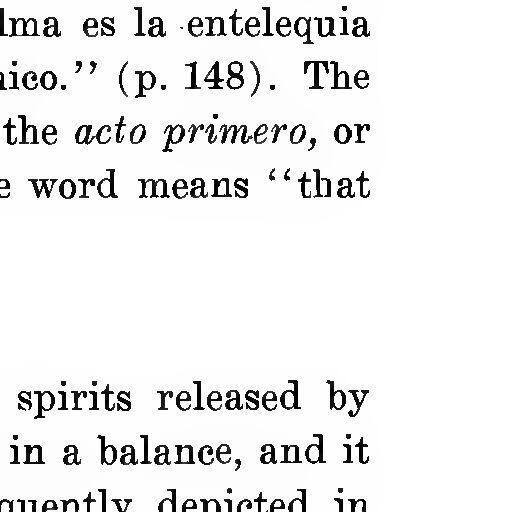 lma es la entelequia
nico.” (p. 148). The
the acto primero, or
e word means “that
spirits released by
in a balance, and it
quently depicted in